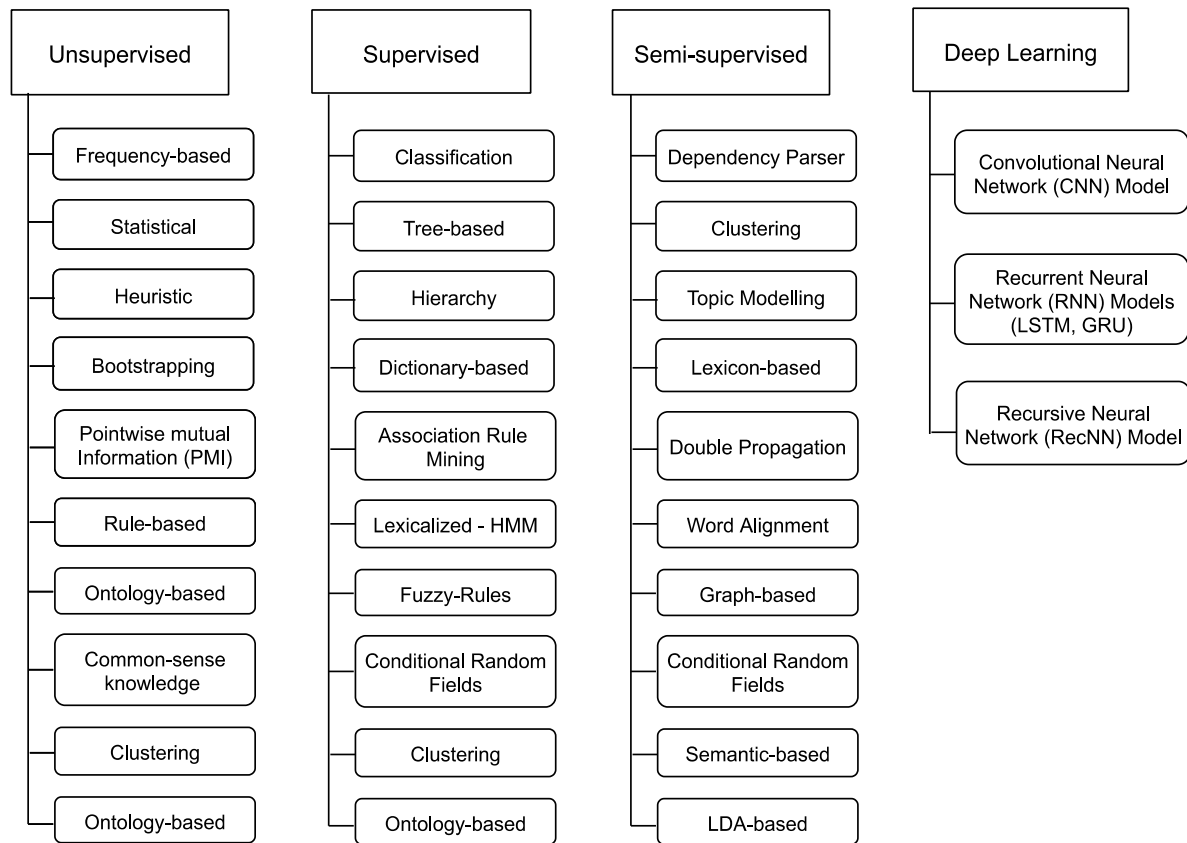 Unsupervised
Frequency-based
Statistical
Heuristic
Bootstrapping
Pointwise mutual
Information (PMI)
Rule-based
Ontology-based
Common-sense
knowledge
Clustering
Ontology-based
Supervised
Classification
Tree-based
Hierarchy
Dictionary-based
Association Rule
Mining
Lexicalized - HMM
Fuzzy-Rules
Conditional Random
Fields
Clustering
Ontology-based
Semi-supervised
Dependency Parser
Clustering
Topic Modelling
Lexicon-based
Double Propagation
Word Alignment
Graph-based
Conditional Random
Fields
Semantic-based
LDA-based
Deep Learning
Convolutional Neural
Network (CNN) Model
Recurrent Neural
Network (RNN) Models
(LSTM, GRU)
Recursive Neural
Network (RecNN) Model